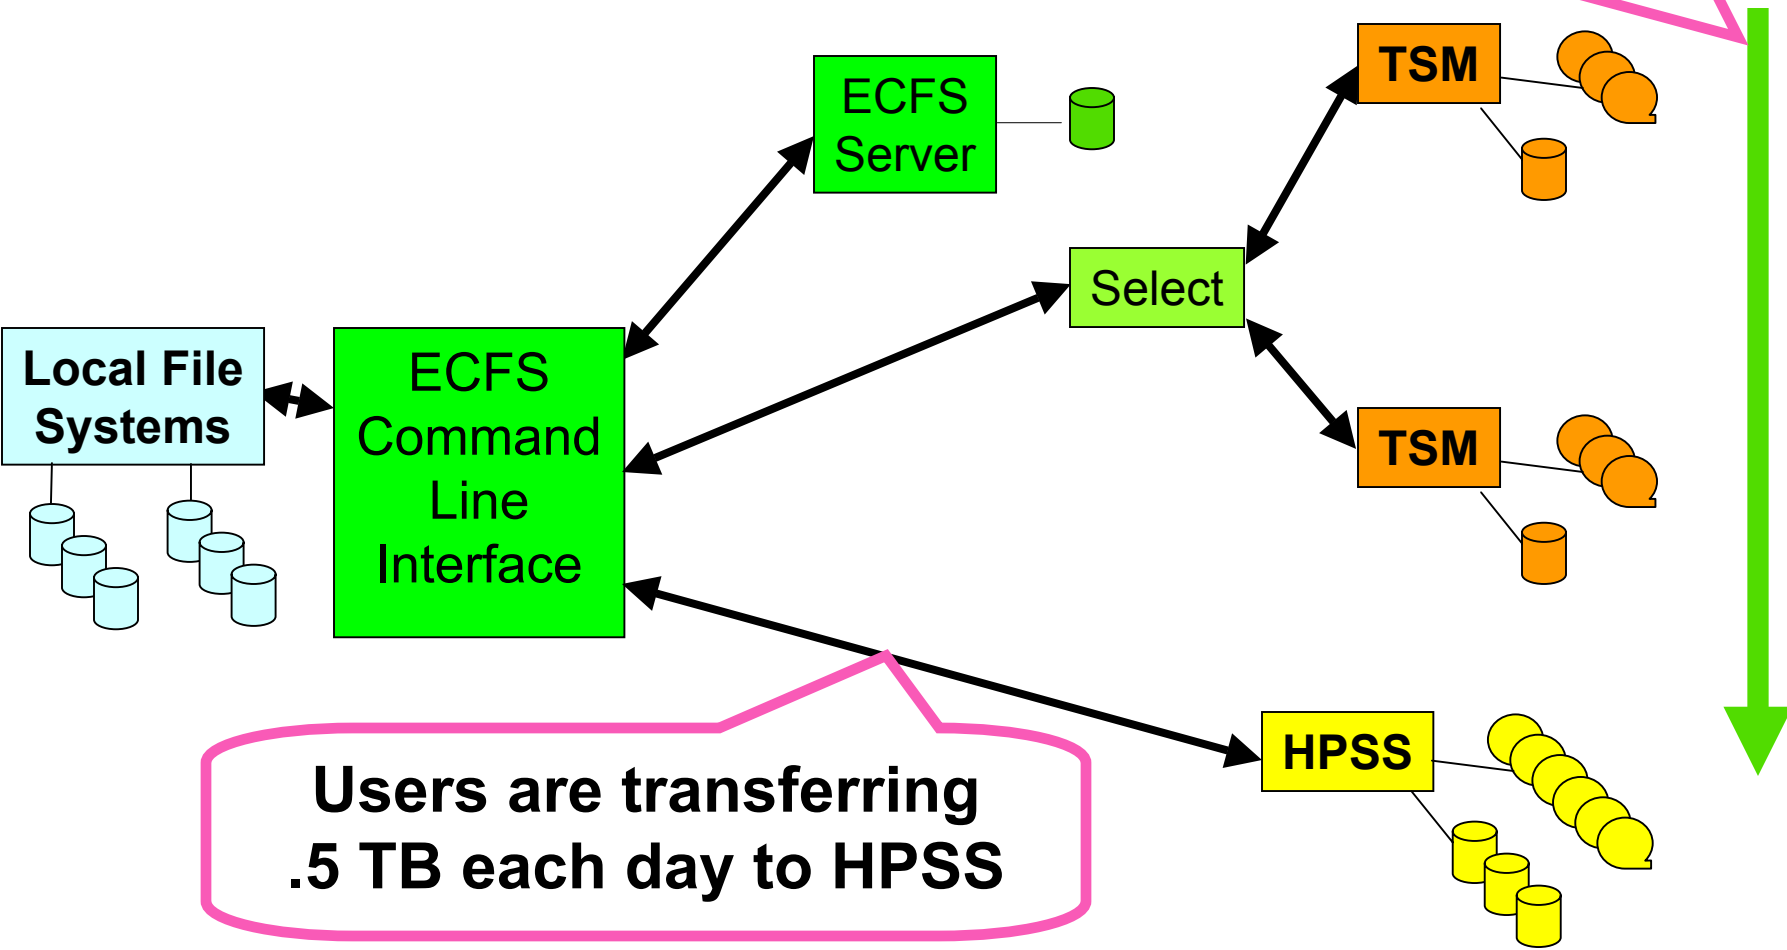 ECFS
Server
TSM
Select
Local File
Systems
ECFS
Command
Line
Interface
TSM
HPSS
Users are transferring
.5 TB each day to HPSS